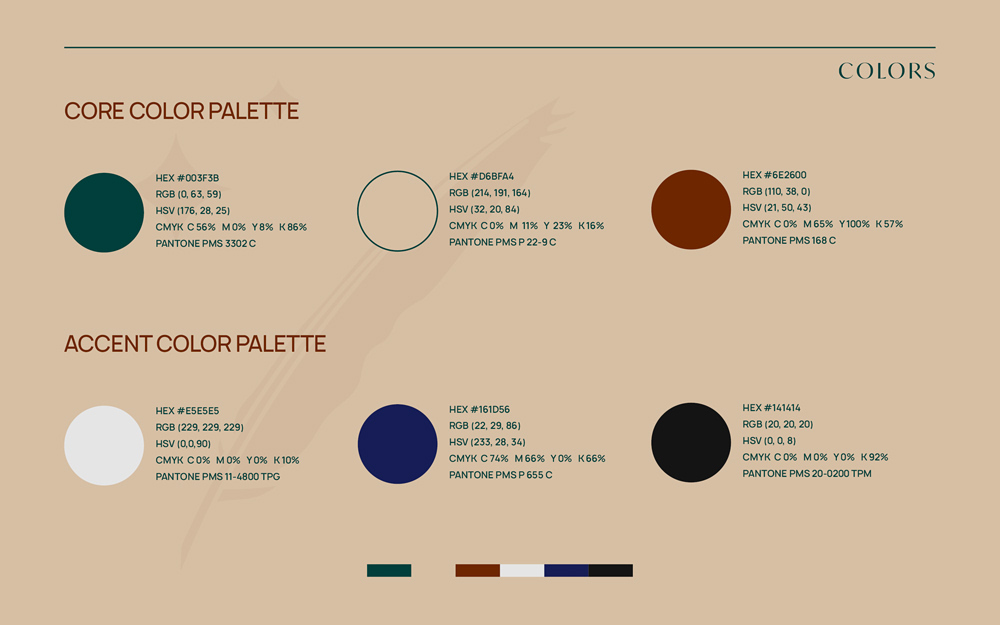 COLORS
CORE COLOR PALETTE
HEX #003F3B
RGB (0, 63, 59)
HSV (176, 28, 25)
CMYK C 56% M 0% Y 8% K 86%
PANTONE PMS 3302 C
HEX #D6BFA4
RGB (214, 191, 164)
HSV (32, 20, 84)
CMYK C 0% M 11% Y 23% K 16%
PANTONE PMS P 22-9 C
HEX #6E2600
RGB (110, 38, 0)
HSV (21, 50, 43)
CMYK C 0% M 65% Y 100% K 57%
PANTONE PMS 168 C
ACCENT COLOR PALETTE
HEX #E5E5E5
RGB (229, 229, 229)
HSV (0,0,90)
CMYK C 0% M 0% Y 0% K 10%
PANTONE PMS 11-4800 TPG
HEX #161D56
RGB (22, 29, 86)
HSV (233, 28, 34)
CMYK C 74% M 66% Y 0% K 66%
PANTONE PMS P 655 C
HEX #141414
RGB (20, 20, 20)
HSV (0, 0, 8)
CMYK C 0% M 0% Y 0% K 92%
PANTONE PMS 20-0200 TPM